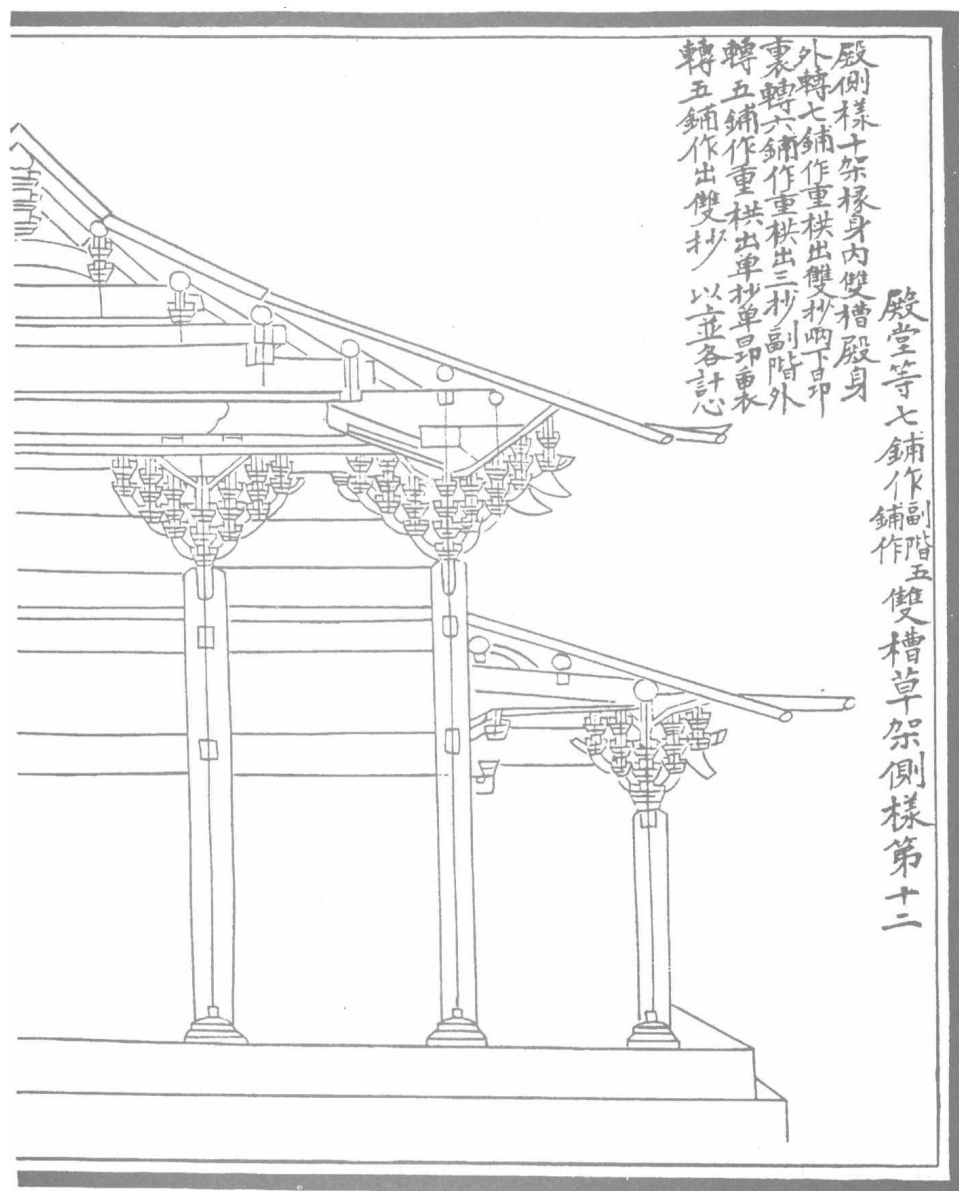 殿堂等七鋪作副階五鋪作雙槽草架側樣第十二
殿側樣十架椽身內雙槽殿身
外轉七鋪作重栱出雙抄兩下昂
裏轉六鋪作重栱出三抄副階外
轉五鋪作重栱出单抄单昂裏
轉五鋪作出雙抄 以上並各計心